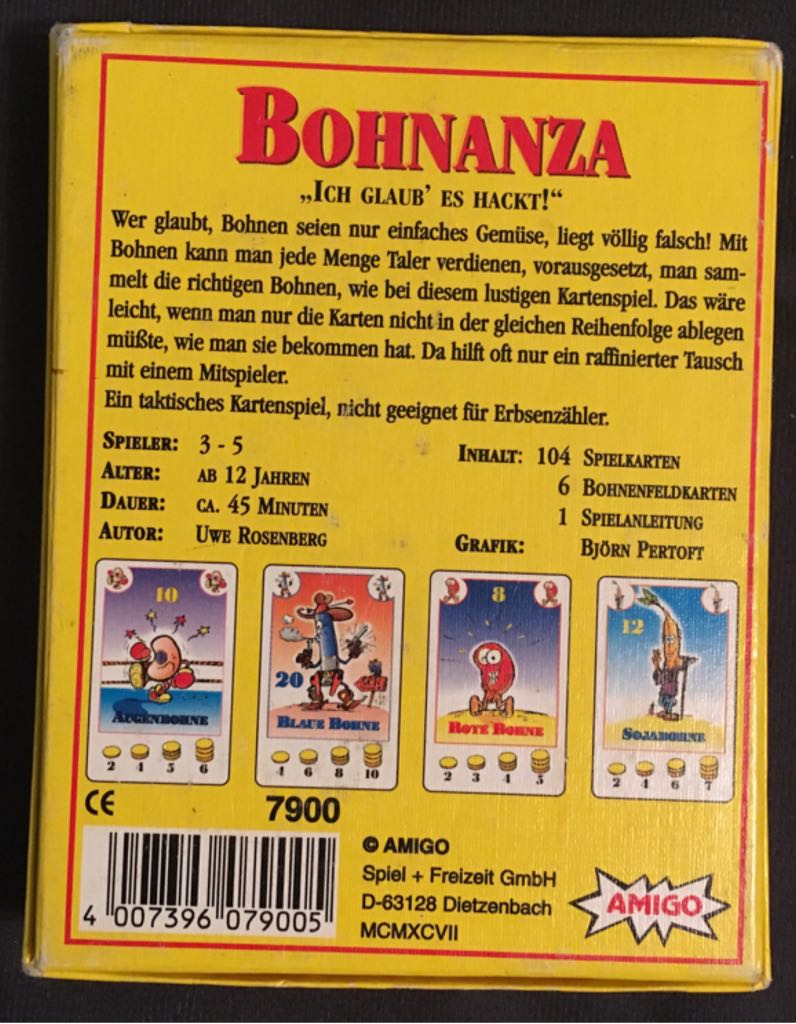 BOHNANZA
„ICH GLAUB' ES HACKT!“
Wer glaubt, Bohnen seien nur einfaches Gemüse, liegt völlig falsch! Mit
Bohnen kann man jede Menge Taler verdienen, vorausgesetzt, man sam-
melt die richtigen Bohnen, wie bei diesem lustigen Kartenspiel. Das wäre
leicht, wenn man nur die Karten nicht in der gleichen Reihenfolge ablegen
müßte, wie man sie bekommen hat. Da hilft oft nur ein raffinierter Tausch
mit einem Mitspieler.
Ein taktisches Kartenspiel, nicht geeignet für Erbsenzähler.
SPIELER: 3 - 5
ALTER: AB 12 JAHREN
DAUER: CA. 45 MINUTEN
AUTOR: UWE ROSENBERG
INHALT: 104 SPIELKARTEN
6 BOHNENFELDKARTEN
1 SPIELANLEITUNG
GRAFIK: BJÖRN PERTOFT
10
AUGENBOHNE
2 4 5 6
20
BLAUE BOHNE
4 6 8 10
8
ROTE BOHNE
2 3 4 5
12
SOJABOHNE
2 4 6 7
CE
7900
4 007396 079005
© AMIGO
Spiel + Freizeit GmbH
D-63128 Dietzenbach
MCMXCVII
AMIGO